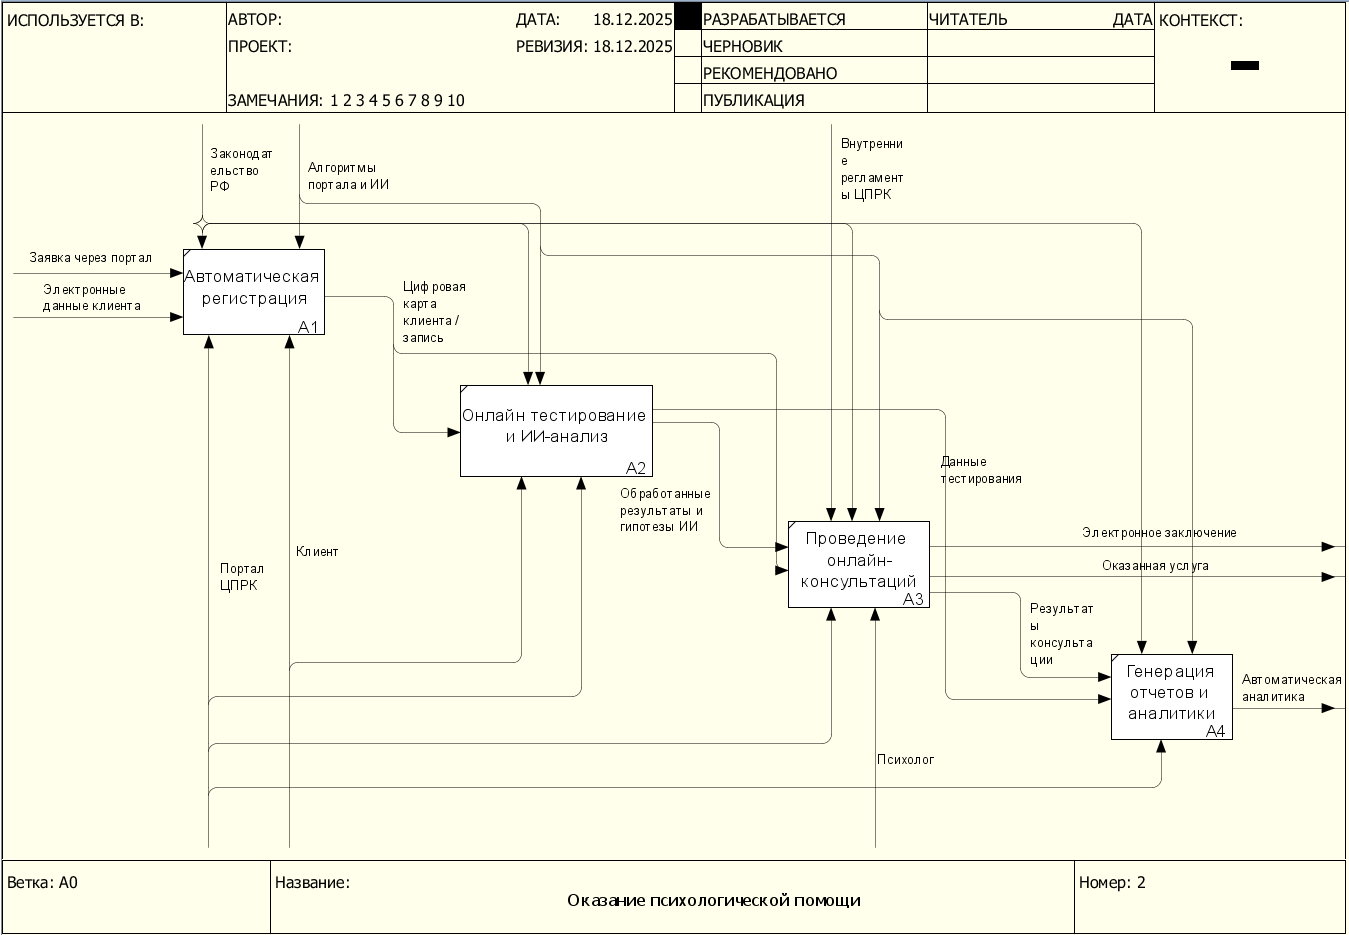 ИСПОЛЬЗУЕТСЯ В:
АВТОР:
ДАТА: 18.12.2025
ПРОЕКТ:
РЕВИЗИЯ: 18.12.2025
ЗАМЕЧАНИЯ: 1 2 3 4 5 6 7 8 9 10
РАЗРАБАТЫВАЕТСЯ
ЧЕРНОВИК
РЕКОМЕНДОВАНО
ПУБЛИКАЦИЯ
ЧИТАТЕЛЬ
ДАТА
КОНТЕКСТ:
Законодат
ельство
РФ
Алгоритмы
портала и ИИ
Внутренни
е
регламент
ы ЦПРК
Заявка через портал
Электронные
данные клиента
Автоматическая
регистрация
A1
Цифровая
карта
клиента /
запись
Онлайн тестирование
и ИИ-анализ
A2
Данные
тестирования
Обработанные
результаты и
гипотезы ИИ
Проведение
онлайн-
консультаций
A3
Электронное заключение
Оказанная услуга
Клиент
Портал
ЦПРК
Результат
ы
консульта
ции
Генерация
отчетов и
аналитики
A4
Автоматическая
аналитика
Психолог
Ветка: A0
Название:
Оказание психологической помощи
Номер: 2